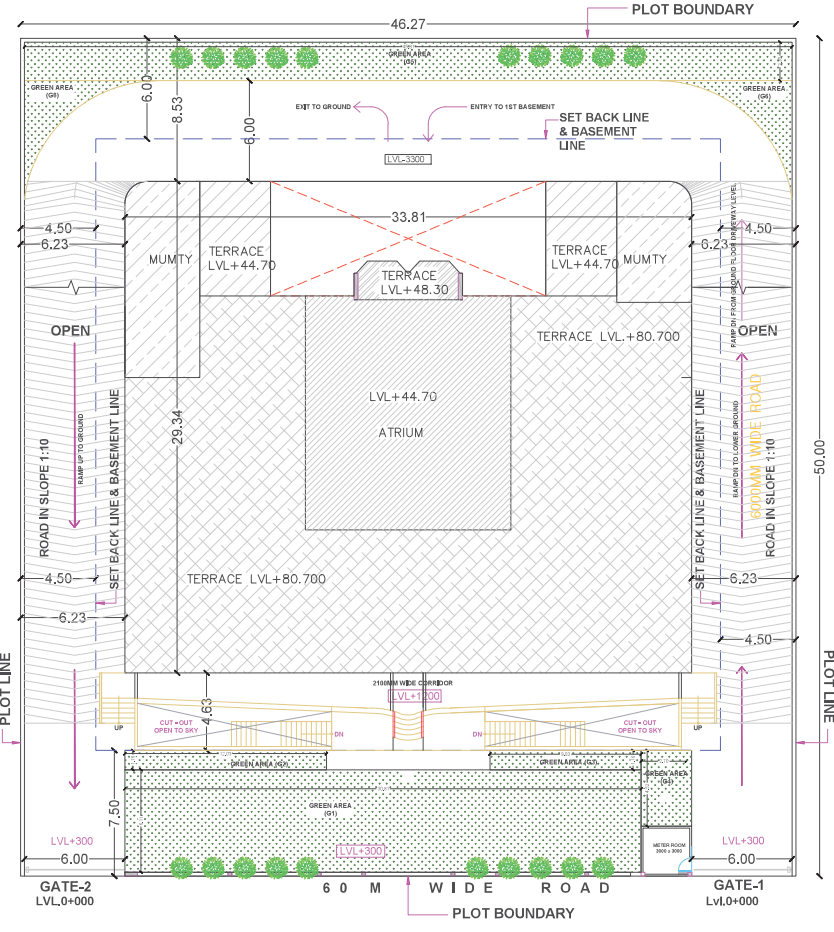 PLOT BOUNDARY
46.27
GREEN AREA
(G5)
GREEN AREA
(G6)
GREEN AREA
(G6)
6.00
8.53
6.00
EXIT TO GROUND
ENTRY TO 1ST BASEMENT
SET BACK LINE
& BASEMENT
LINE
LVL-3300
4.50
6.23
33.81
4.50
6.23
MUMTY
TERRACE
LVL+44.70
TERRACE
LVL+48.30
TERRACE
LVL+44.70
MUMTY
RAMP DN FROM GROUND FLOOR DRIVEWAY LEVEL
OPEN
OPEN
TERRACE LVL.+80.700
LVL+44.70
ATRIUM
29.34
50.00
RAMP UP TO GROUND
ROAD IN SLOPE 1:10
SET BACK LINE & BASEMENT LINE
SET BACK LINE & BASEMENT LINE
RAMP DN TO LOWER GROUND
6000MM WIDE ROAD
ROAD IN SLOPE 1:10
TERRACE LVL+80.700
4.50
6.23
6.23
4.50
PLOT LINE
PLOT LINE
2100MM WIDE CORRIDOR
LVL+1200
4.63
UP
CUT-OUT
OPEN TO SKY
DN
DN
CUT-OUT
OPEN TO SKY
UP
GREEN AREA (G2)
GREEN AREA (G3)
GREEN AREA
7.50
GREEN AREA
(G1)
LVL+300
LVL+300
METER ROOM
3000 x 3000
LVL+300
6.00
6.00
GATE-2
LVL.0+000
60 M WIDE ROAD
GATE-1
Lvl.0+000
PLOT BOUNDARY